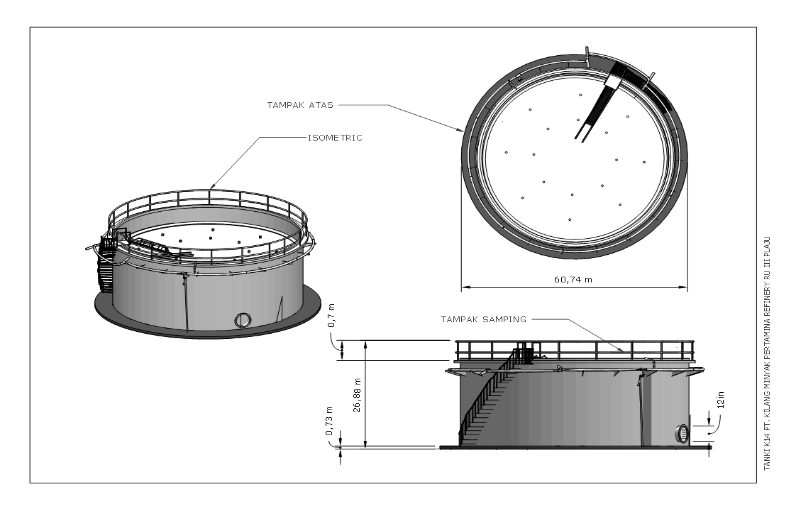 TAMPAK ATAS
ISOMETRIC
60,74 m
TAMPAK SAMPING
0,7 m
26,88 m
0,73 m
12in
TANKI K.14 PT. KILANG MINYAK PERTAMINA REFINERY RU III PLAJU